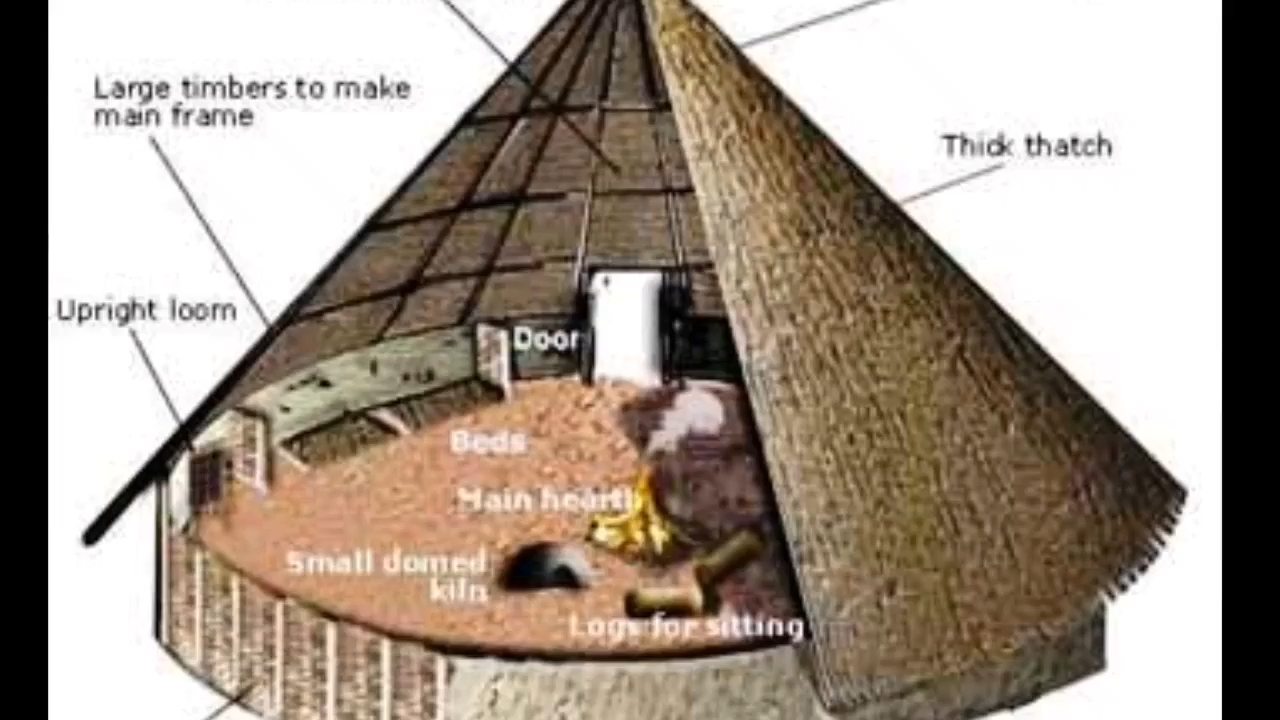 Large timbers to make
main frame
Thick thatch
Upright loom
Door
Beds
Main hearth
Small domed
kiln
Logs for sitting